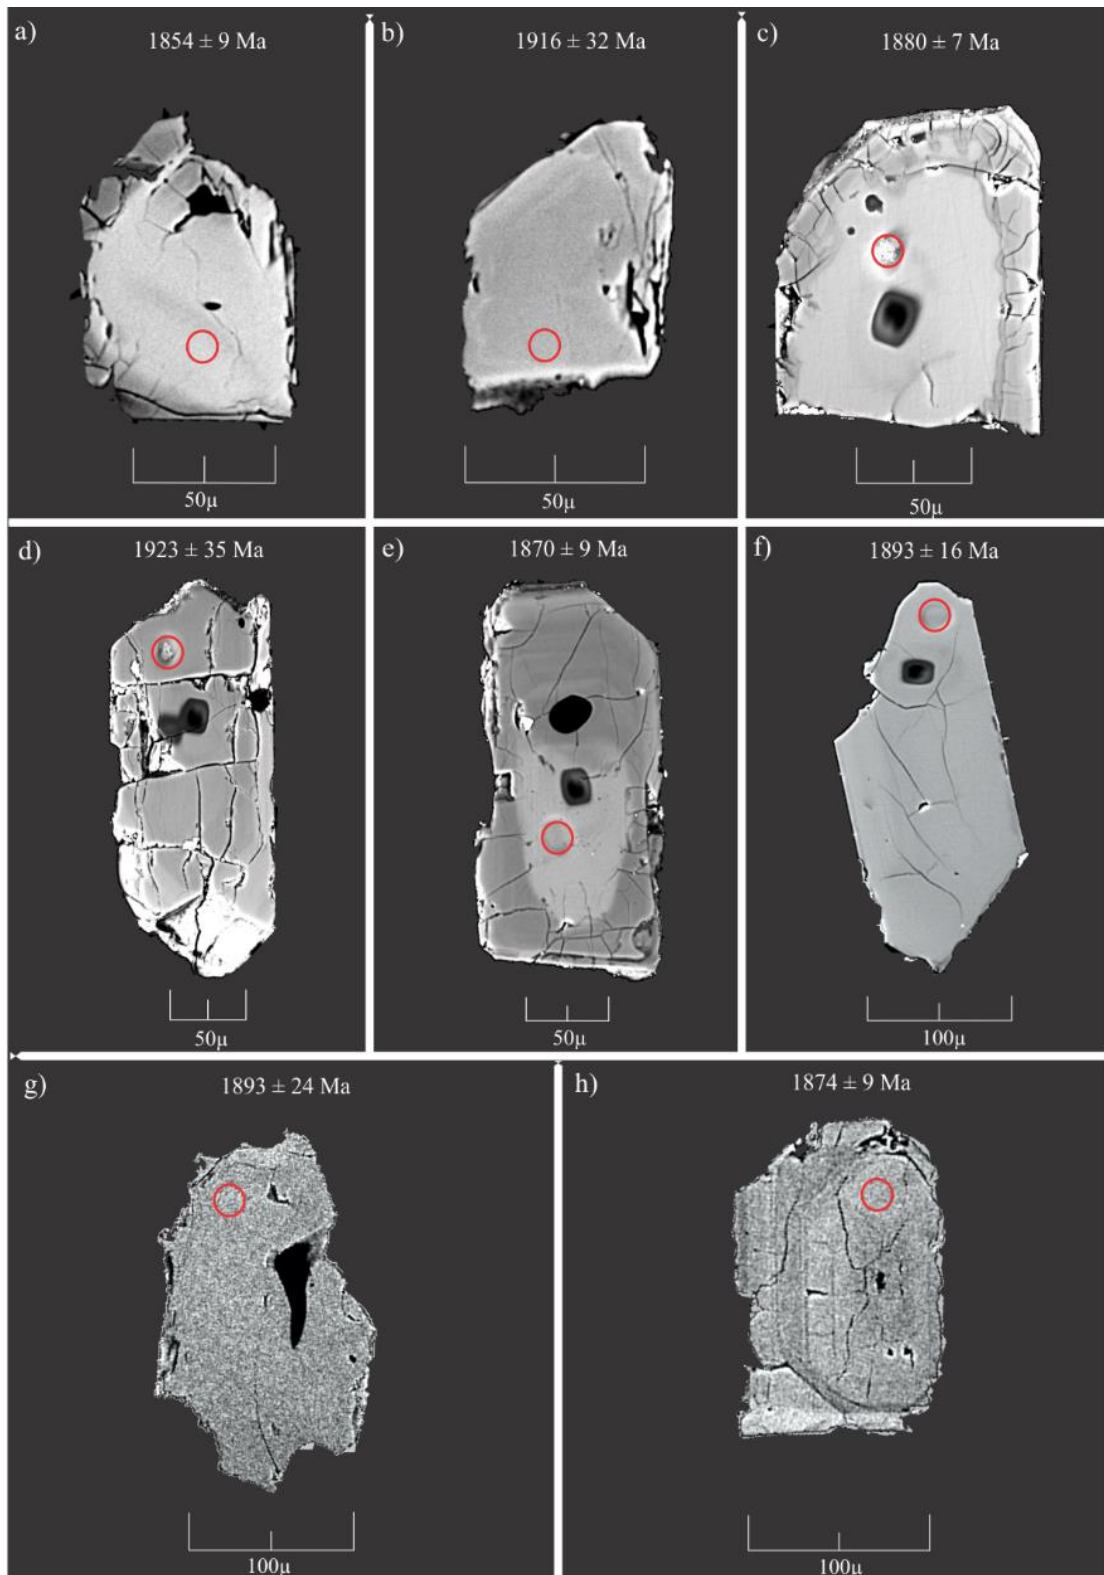 a)
1854 ± 9 Ma
50μ
b)
1916 ± 32 Ma
50μ
c)
1880 ± 7 Ma
50μ
d)
1923 ± 35 Ma
50μ
e)
1870 ± 9 Ma
50μ
f)
1893 ± 16 Ma
100μ
g)
1893 ± 24 Ma
100μ
h)
1874 ± 9 Ma
100μ